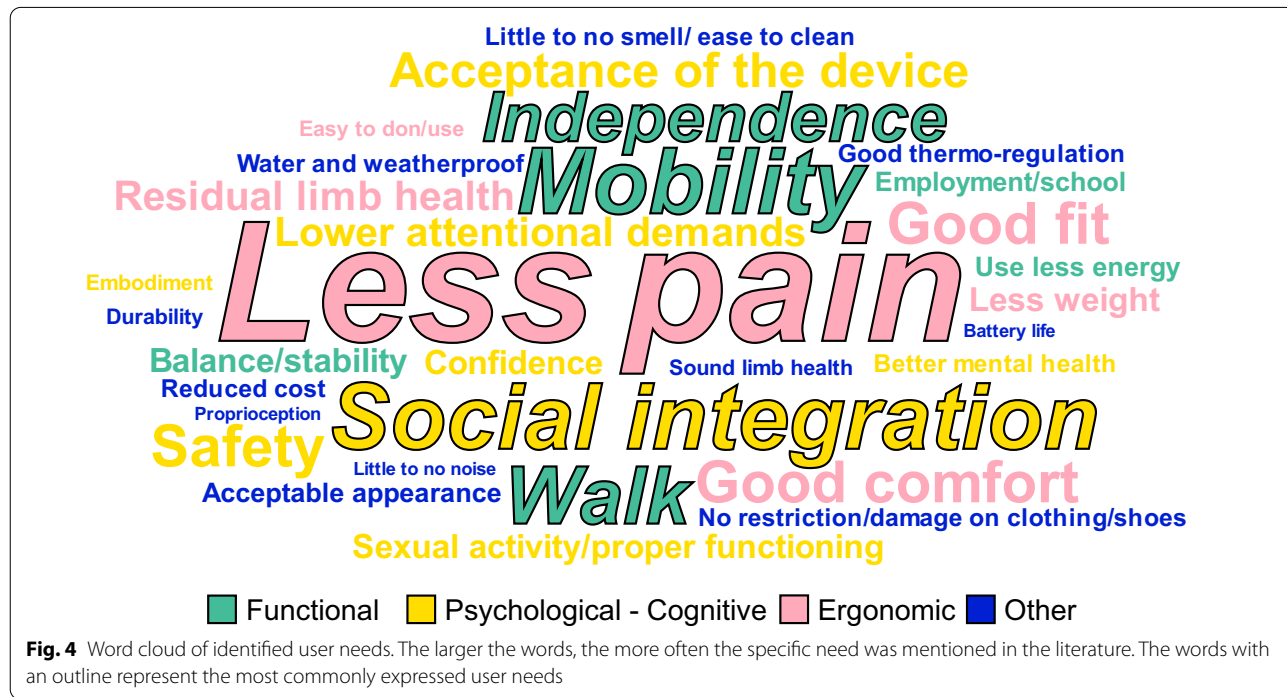 Little to no smell/ ease to clean
Acceptance of the device
Independence
Easy to don/use
Water and weatherproof
Mobility
Good thermo-regulation
Residual limb health
Employment/school
Lower attentional demands
Good fit
Less pain
Use less energy
Embodiment
Less weight
Durability
Battery life
Balance/stability
Confidence
Sound limb health
Better mental health
Reduced cost
Proprioception
Social integration
Safety
Little to no noise
Walk
Good comfort
Acceptable appearance
No restriction/damage on clothing/shoes
Sexual activity/proper functioning
Functional Psychological - Cognitive Ergonomic Other
Fig. 4 Word cloud of identified user needs. The larger the words, the more often the specific need was mentioned in the literature. The words with
an outline represent the most commonly expressed user needs